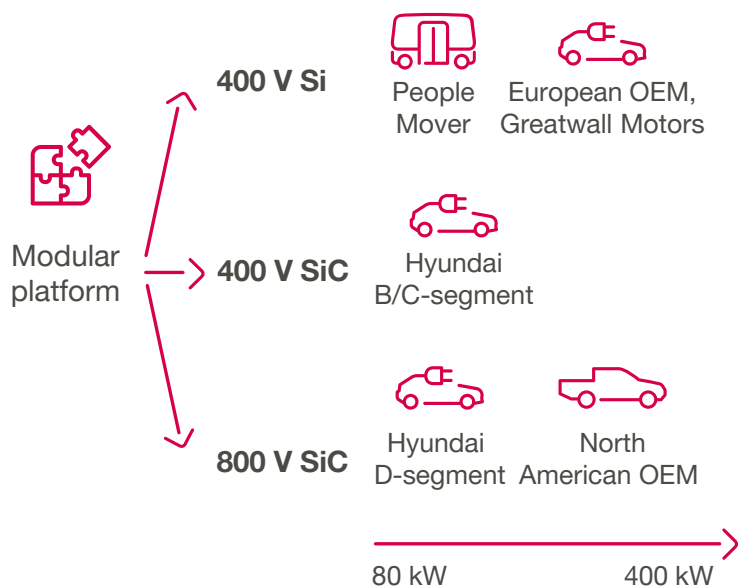 Modular
platform
400 V Si
People
Mover
European OEM,
Greatwall Motors
400 V SiC
Hyundai
B/C-segment
800 V SiC
Hyundai
D-segment
North
American OEM
80 kW
400 kW